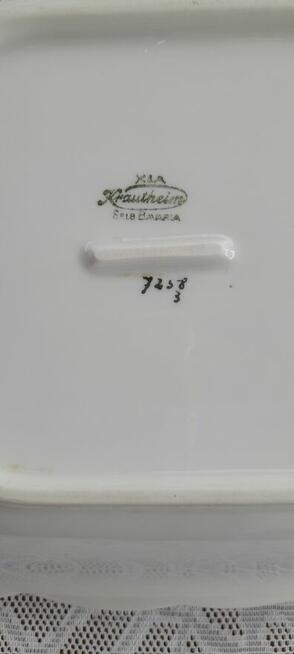 K&A
Krautheim
SELB BAVARIA
7258
3